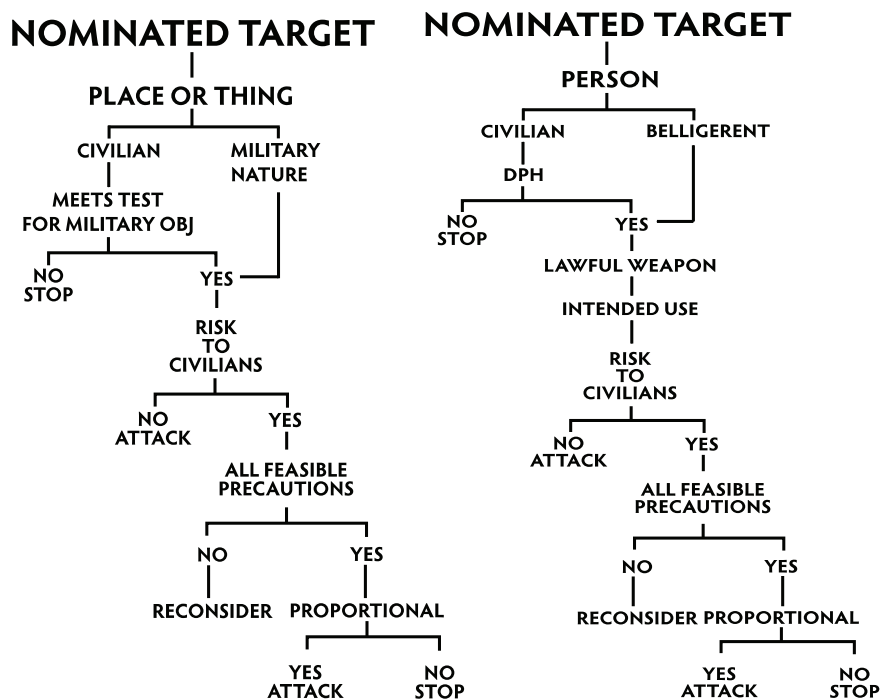 NOMINATED TARGET
PLACE OR THING
CIVILIAN
MILITARY
NATURE
MEETS TEST
FOR MILITARY OBJ
NO
STOP
YES
RISK
TO
CIVILIANS
NO
ATTACK
YES
ALL FEASIBLE
PRECAUTIONS
NO
YES
RECONSIDER
PROPORTIONAL
YES
ATTACK
NO
STOP
NOMINATED TARGET
PERSON
CIVILIAN
BELLIGERENT
DPH
NO
STOP
YES
LAWFUL WEAPON
INTENDED USE
RISK
TO
CIVILIANS
NO
ATTACK
YES
ALL FEASIBLE
PRECAUTIONS
NO
YES
RECONSIDER
PROPORTIONAL
YES
ATTACK
NO
STOP